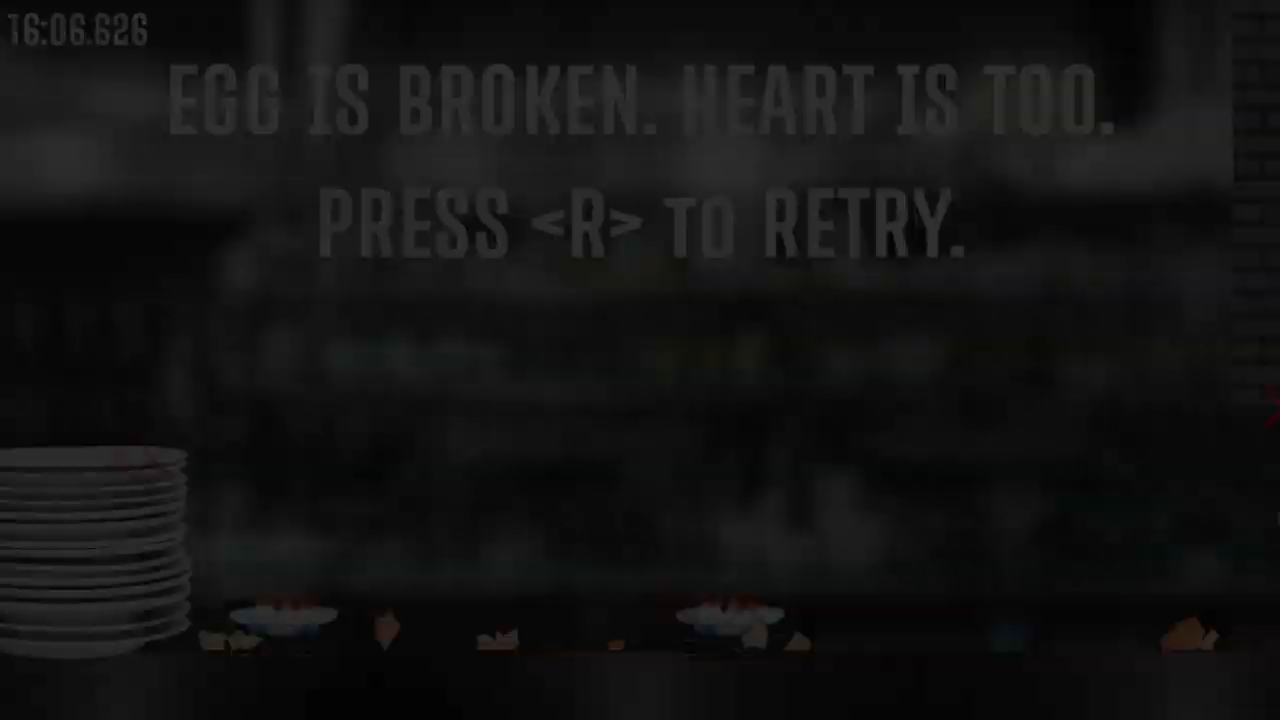 16:06.626
EGG IS BROKEN. HEART IS TOO.
PRESS <R> TO RETRY.